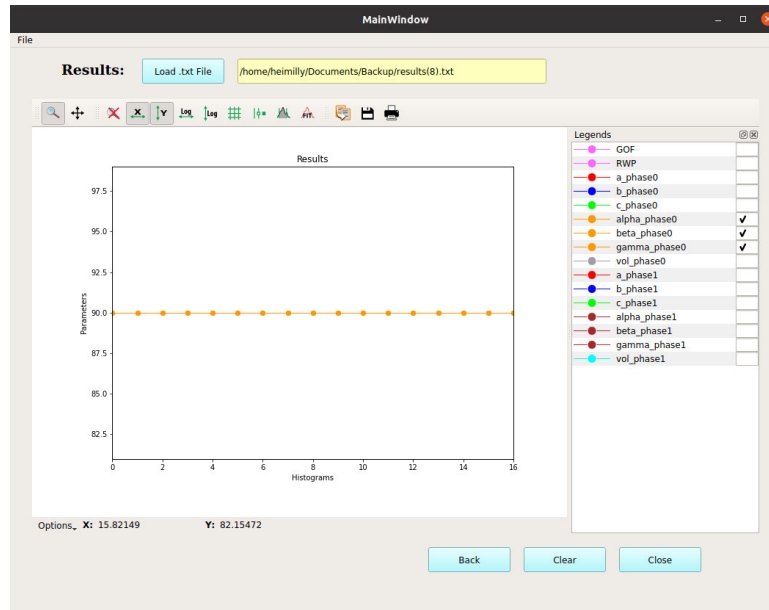 MainWindow
File
Results:
Load .txt File
/home/heimilly/Documents/Backup/results(8).txt
X
Y
Log
Log
FIT
Results
97.5
95.0
92.5
90.0
87.5
85.0
82.5
Parameters
0 2 4 6 8 10 12 14 16
Histograms
Legends
GOF
RWP
a_phase0
b_phase0
c_phase0
alpha_phase0
beta_phase0
gamma_phase0
vol_phase0
a_phase1
b_phase1
c_phase1
alpha_phase1
beta_phase1
gamma_phase1
vol_phase1
Options X: 15.82149 Y: 82.15472
Back
Clear
Close